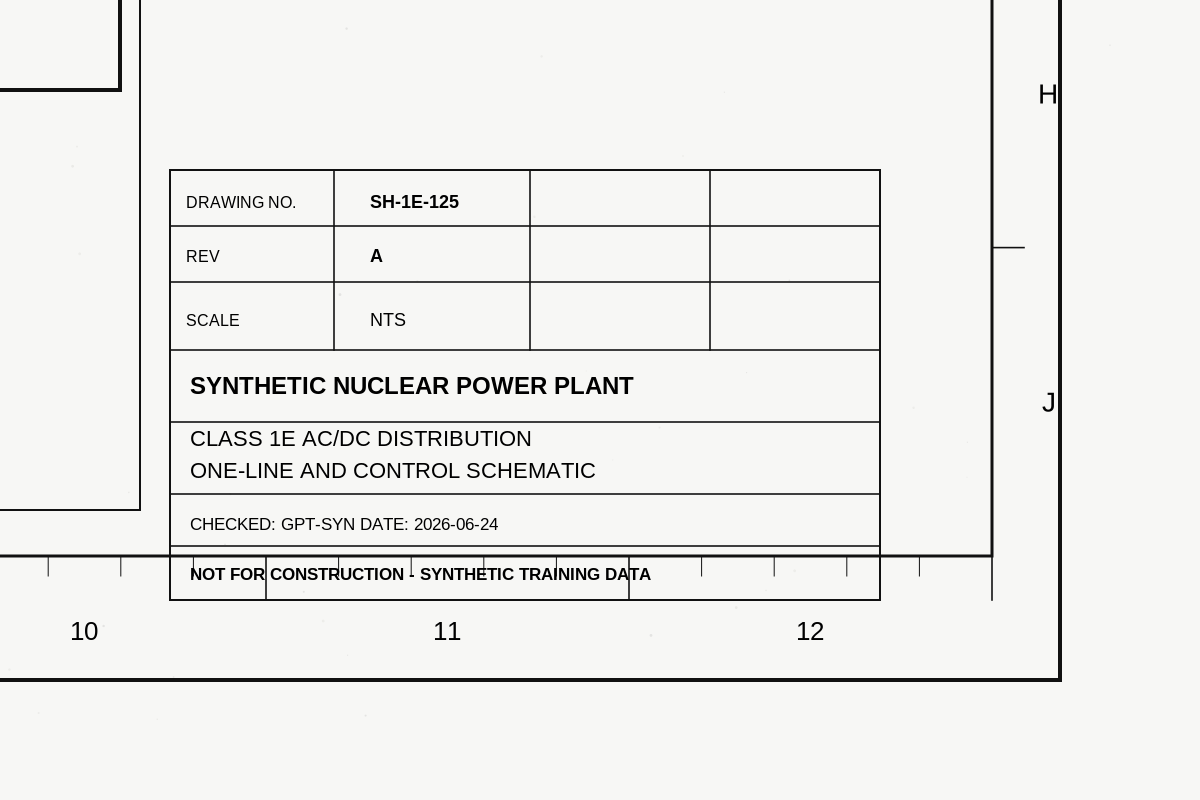 H
DRAWING NO. SH-1E-125
REV A
SCALE NTS
SYNTHETIC NUCLEAR POWER PLANT
J
CLASS 1E AC/DC DISTRIBUTION
ONE-LINE AND CONTROL SCHEMATIC
CHECKED: GPT-SYN DATE: 2026-06-24
NOT FOR CONSTRUCTION - SYNTHETIC TRAINING DATA
10 11 12